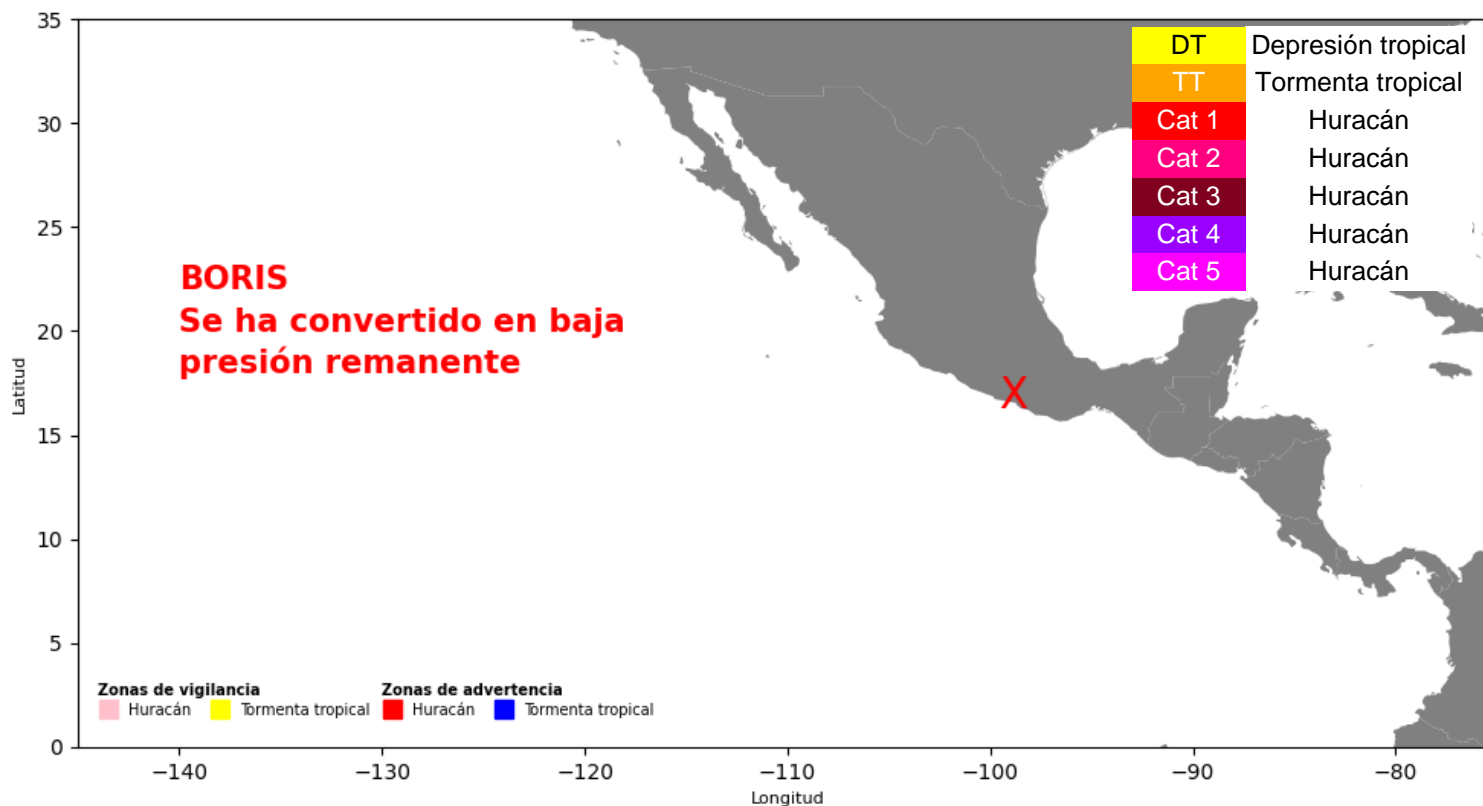 35
30
25
20
15
10
5
0
Latitud
DT Depresión tropical
TT Tormenta tropical
Cat 1 Huracán
Cat 2 Huracán
Cat 3 Huracán
Cat 4 Huracán
Cat 5 Huracán
BORIS
Se ha convertido en baja
presión remanente
X
Zonas de vigilancia Zonas de advertencia
Huracán Tormenta tropical Huracán Tormenta tropical
−140 −130 −120 −110 −100 −90 −80
Longitud